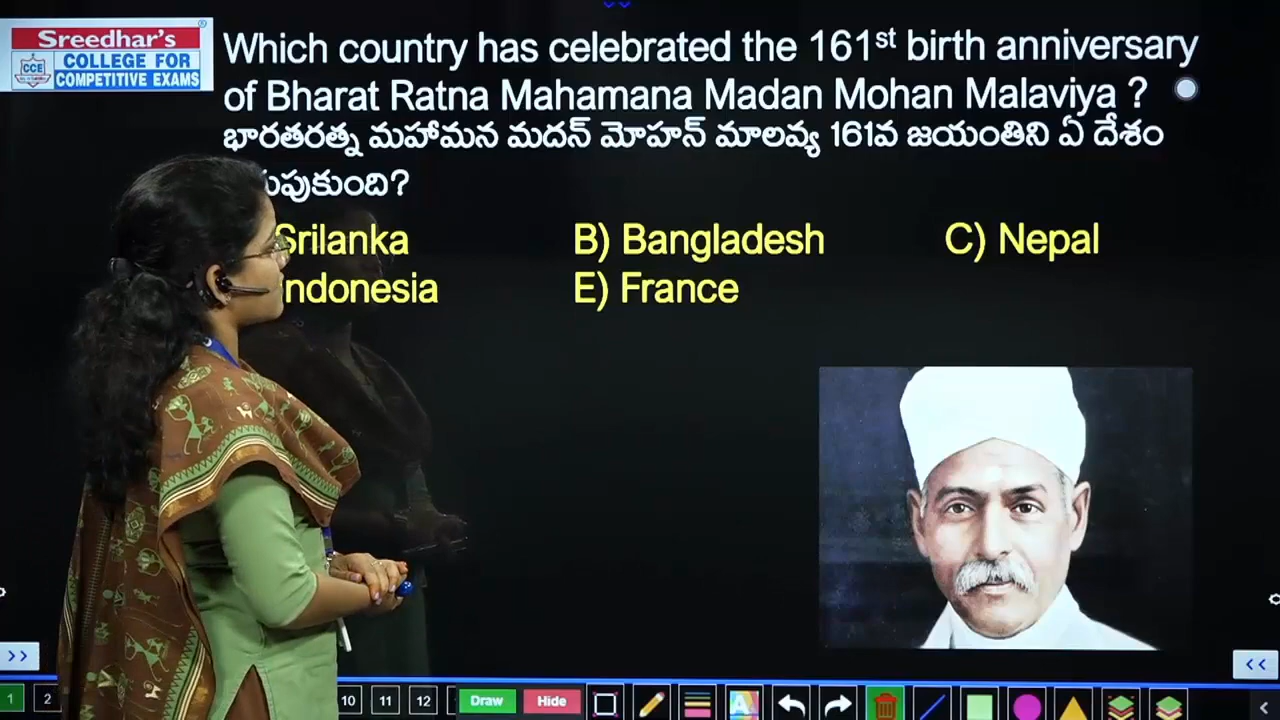 Sreedhar's
CCE
COLLEGE FOR
COMPETITIVE EXAMS
®
Which country has celebrated the 161st birth anniversary
of Bharat Ratna Mahamana Madan Mohan Malaviya ?
భారతరత్న మహామన మదన్ మోహన్ మాలవ్య 161వ జయంతిని ఏ దేశం
Srilanka B) Bangladesh C) Nepal
E) France
>> <<
1 2 10 11 12 Draw Hide A <